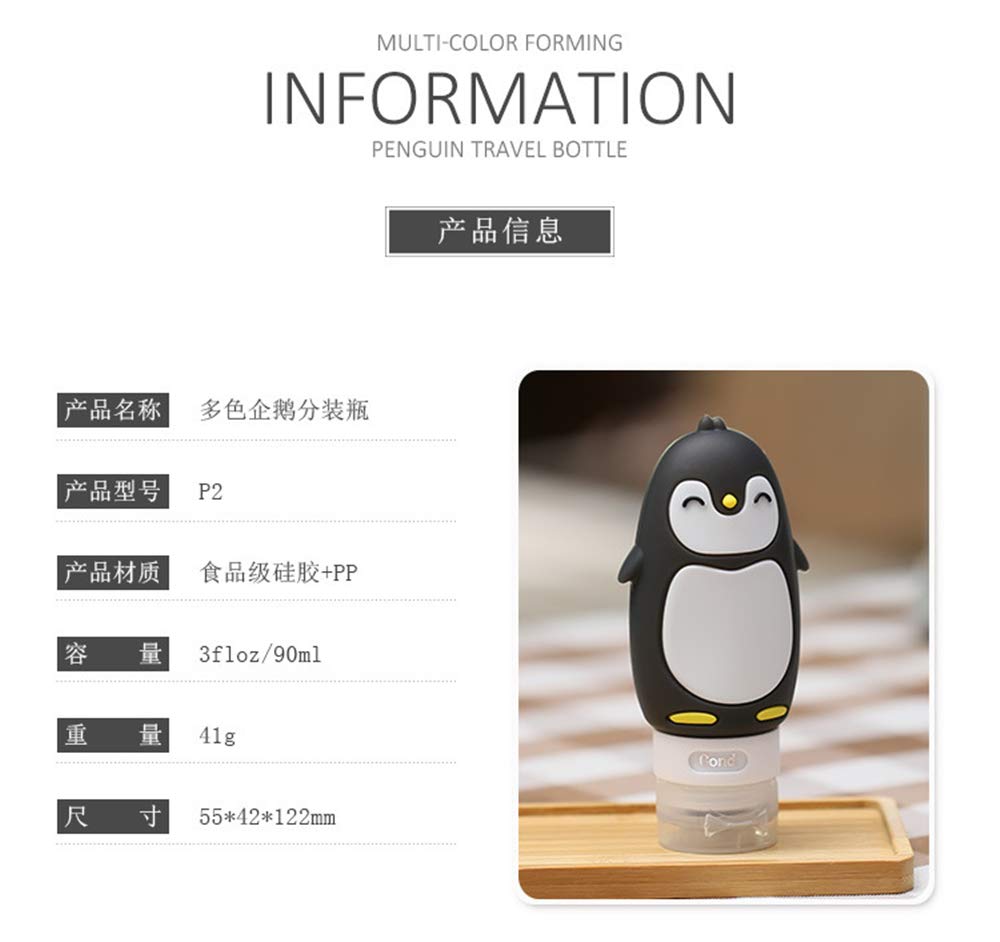 MULTI-COLOR FORMING
INFORMATION
PENGUIN TRAVEL BOTTLE
产品信息
产品名称 多色企鹅分装瓶
产品型号 P2
产品材质 食品级硅胶+PP
容 量 3floz/90ml
重 量 41g
尺 寸 55*42*122mm
Cond